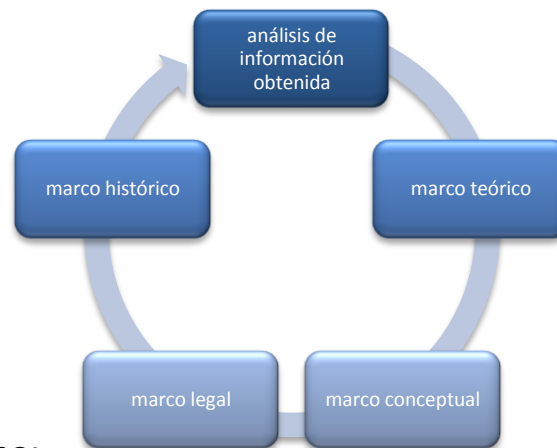 análisis de
información
obtenida
marco teórico
marco conceptual
marco legal
marco histórico